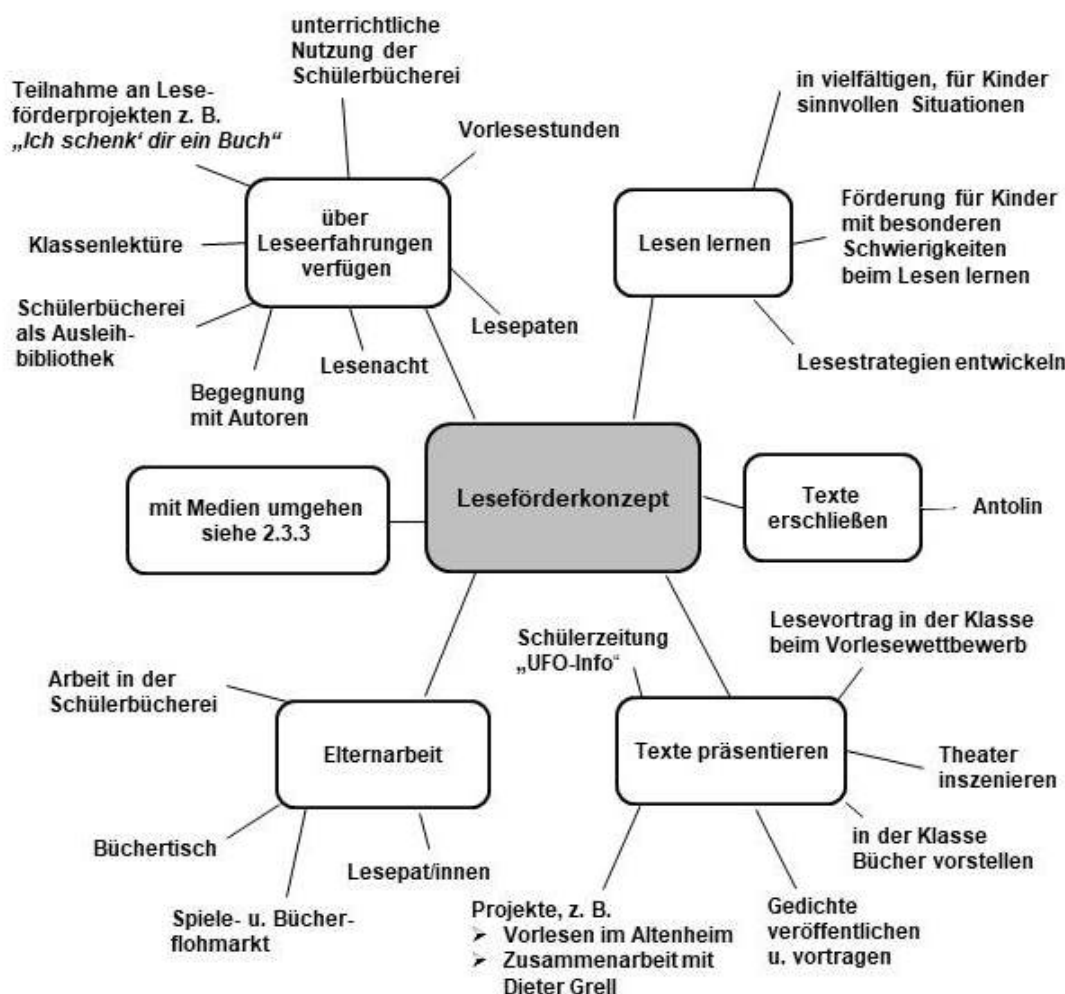 unterrichtliche
Nutzung der
Schülerbücherei
Teilnahme an Lese-
förderprojekten z. B.
„Ich schenk‘ dir ein Buch“
Vorlesestunden
über
Leseerfahrungen
verfügen
Klassenlektüre
Schülerbücherei
als Ausleih-
bibliothek
Begegnung
mit Autoren
Lesenacht
Lesepaten
in vielfältigen, für Kinder
sinnvollen Situationen
Lesen lernen
Förderung für Kinder
mit besonderen
Schwierigkeiten
beim Lesen lernen
Lesestrategien entwickeln
mit Medien umgehen
siehe 2.3.3
Leseförderkonzept
Texte
erschließen
Antolin
Arbeit in der
Schülerbücherei
Elternarbeit
Büchertisch
Spiele- u. Bücher-
flohmarkt
Lesepat/innen
Schülerzeitung
„UFO-Info“
Lesevortrag in der Klasse
beim Vorlesewettbewerb
Texte präsentieren
Theater
inszenieren
in der Klasse
Bücher vorstellen
Projekte, z. B.
➢ Vorlesen im Altenheim
➢ Zusammenarbeit mit
Dieter Grell
Gedichte
veröffentlichen
u. vortragen